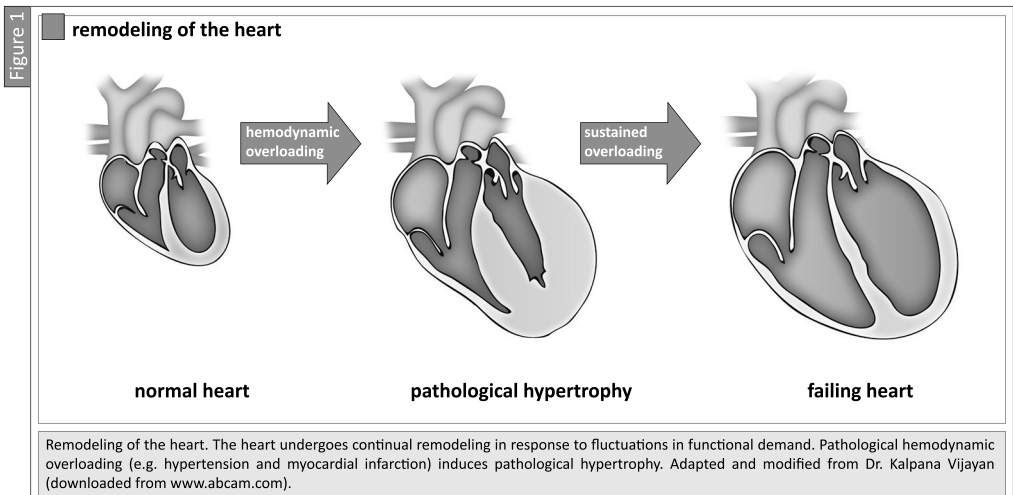 Figure 1
remodeling of the heart
hemodynamic
overloading
sustained
overloading
normal heart
pathological hypertrophy
failing heart
Remodeling of the heart. The heart undergoes continual remodeling in response to fluctuations in functional demand. Pathological hemodynamic
overloading (e.g. hypertension and myocardial infarction) induces pathological hypertrophy. Adapted and modified from Dr. Kalpana Vijayan
(downloaded from www.abcam.com).